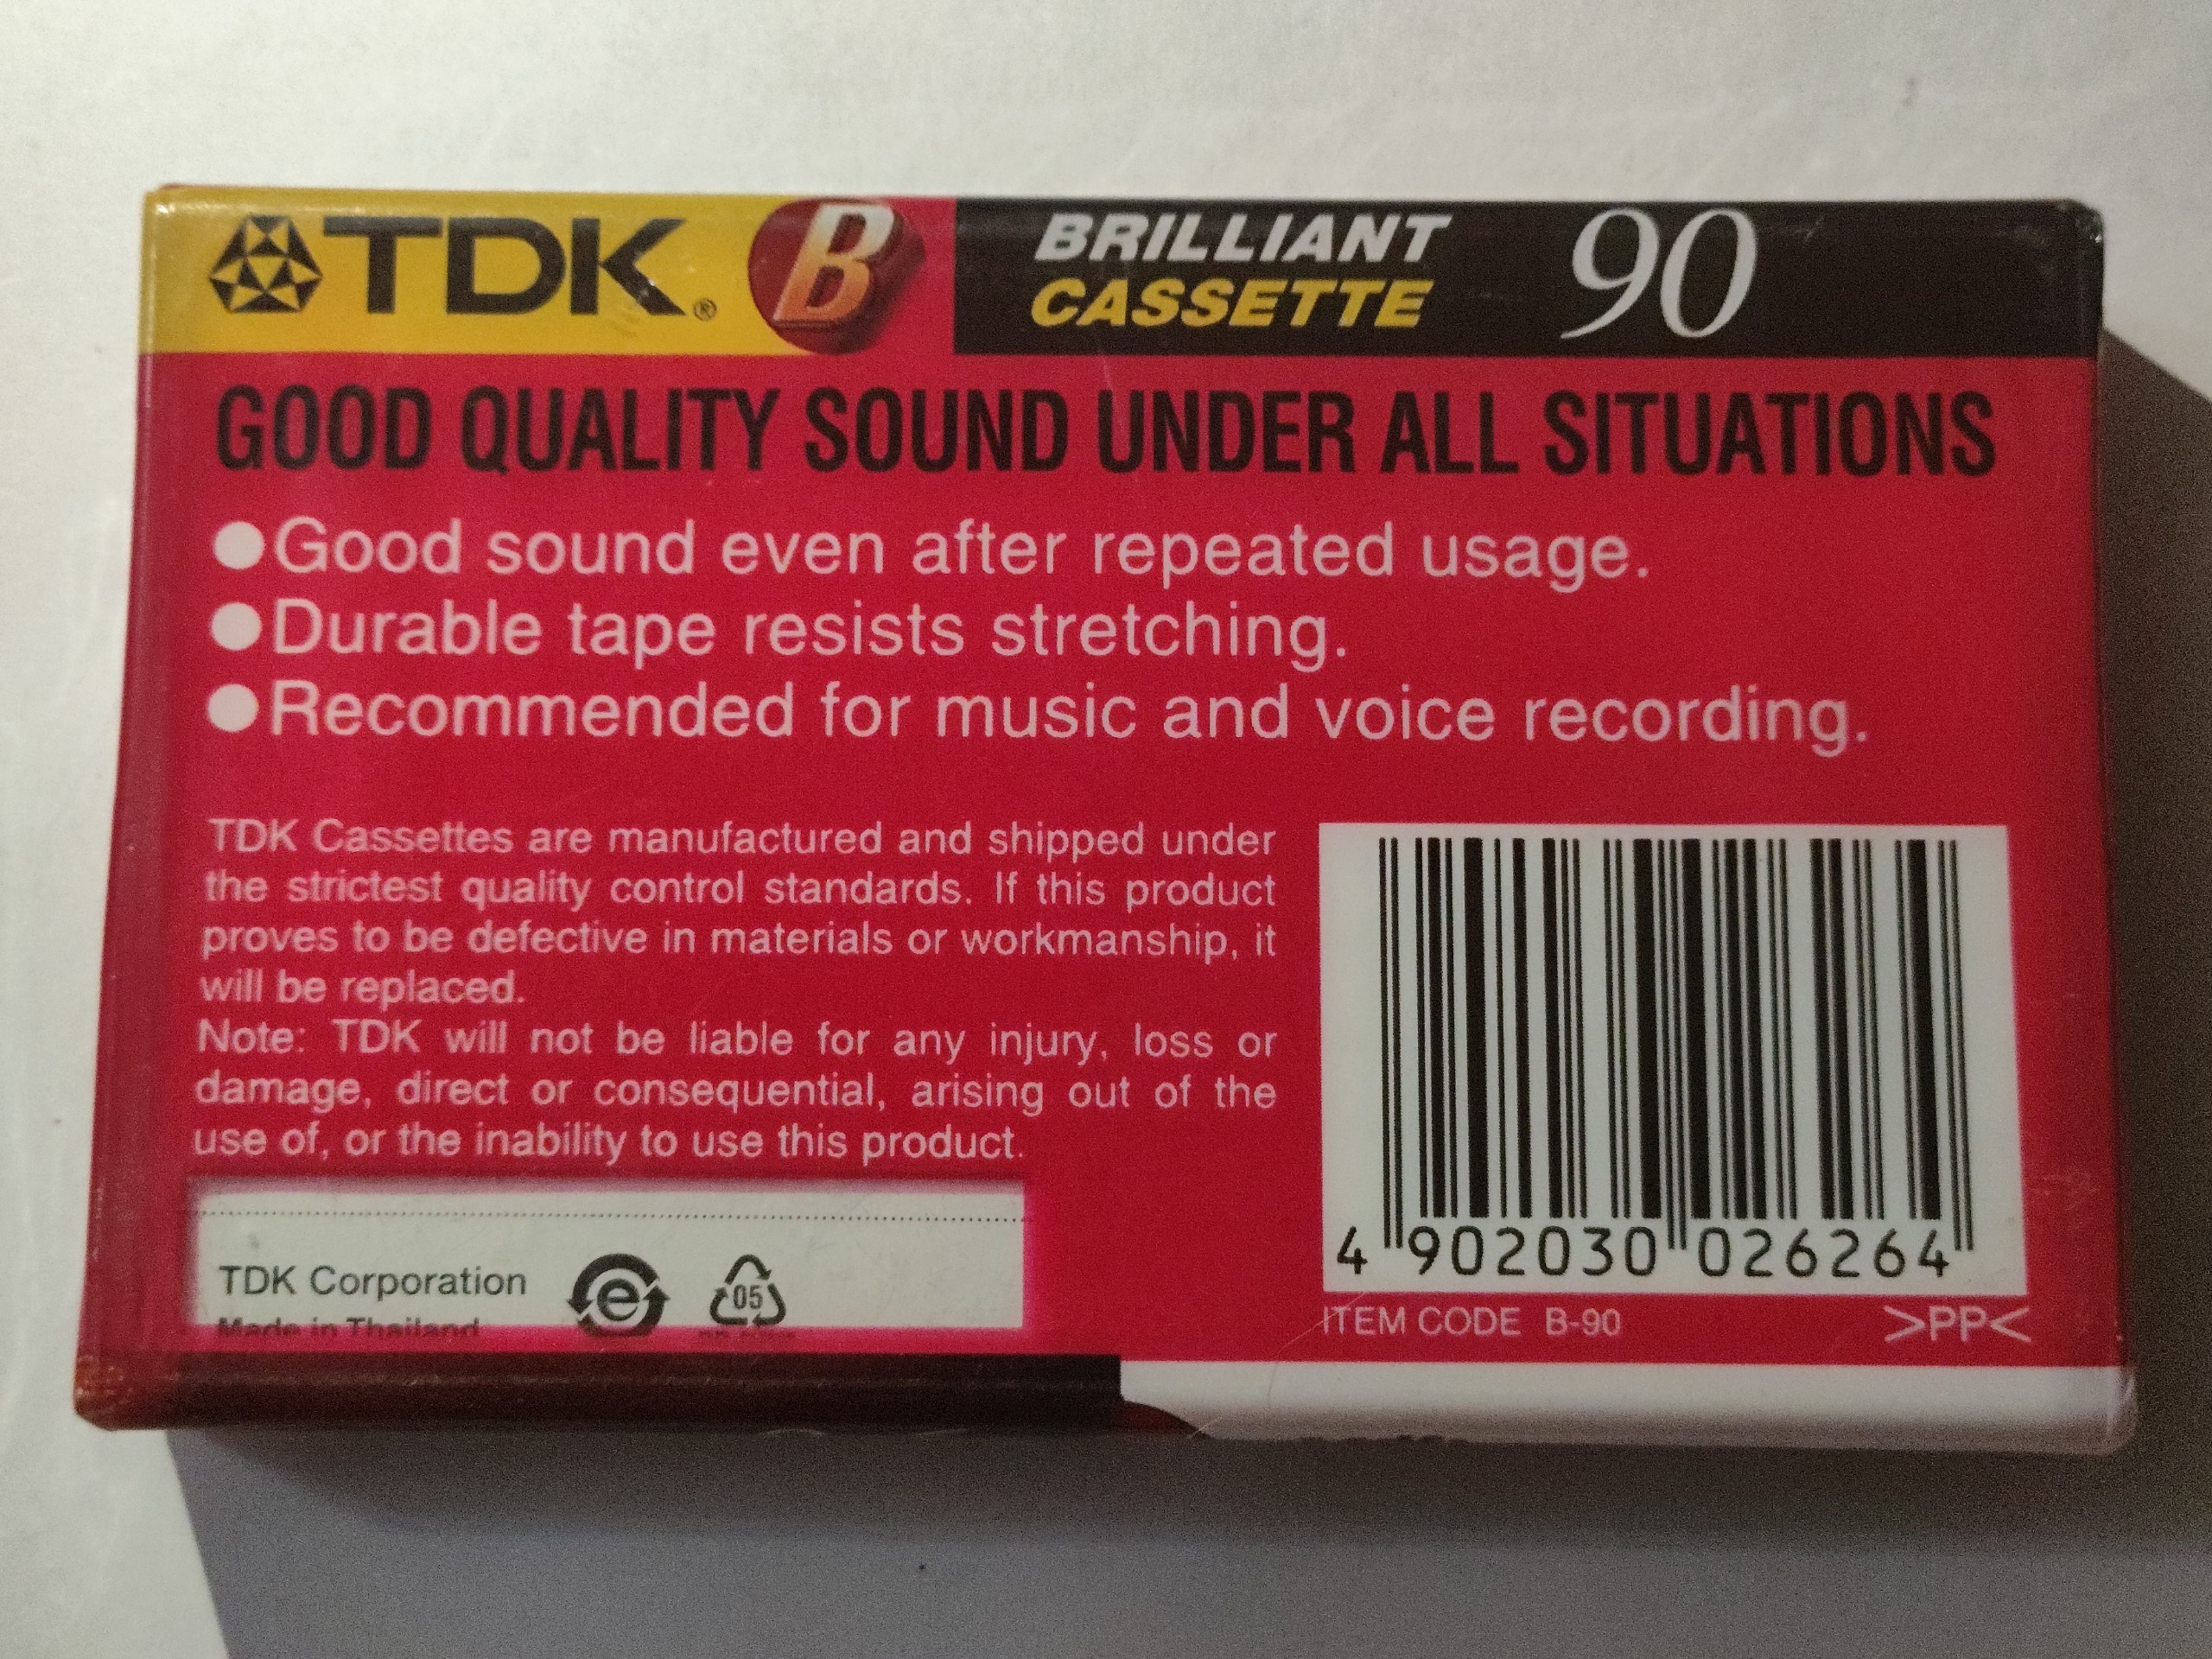 TDK® B BRILLIANT CASSETTE 90
GOOD QUALITY SOUND UNDER ALL SITUATIONS
●Good sound even after repeated usage.
●Durable tape resists stretching.
●Recommended for music and voice recording.
TDK Cassettes are manufactured and shipped under
the strictest quality control standards. If this product
proves to be defective in materials or workmanship, it
will be replaced.
Note: TDK will not be liable for any injury, loss or
damage, direct or consequential, arising out of the
use of, or the inability to use this product.
TDK Corporation
Made in Thailand
e
05
4 902030 026264
ITEM CODE B-90
>PP<